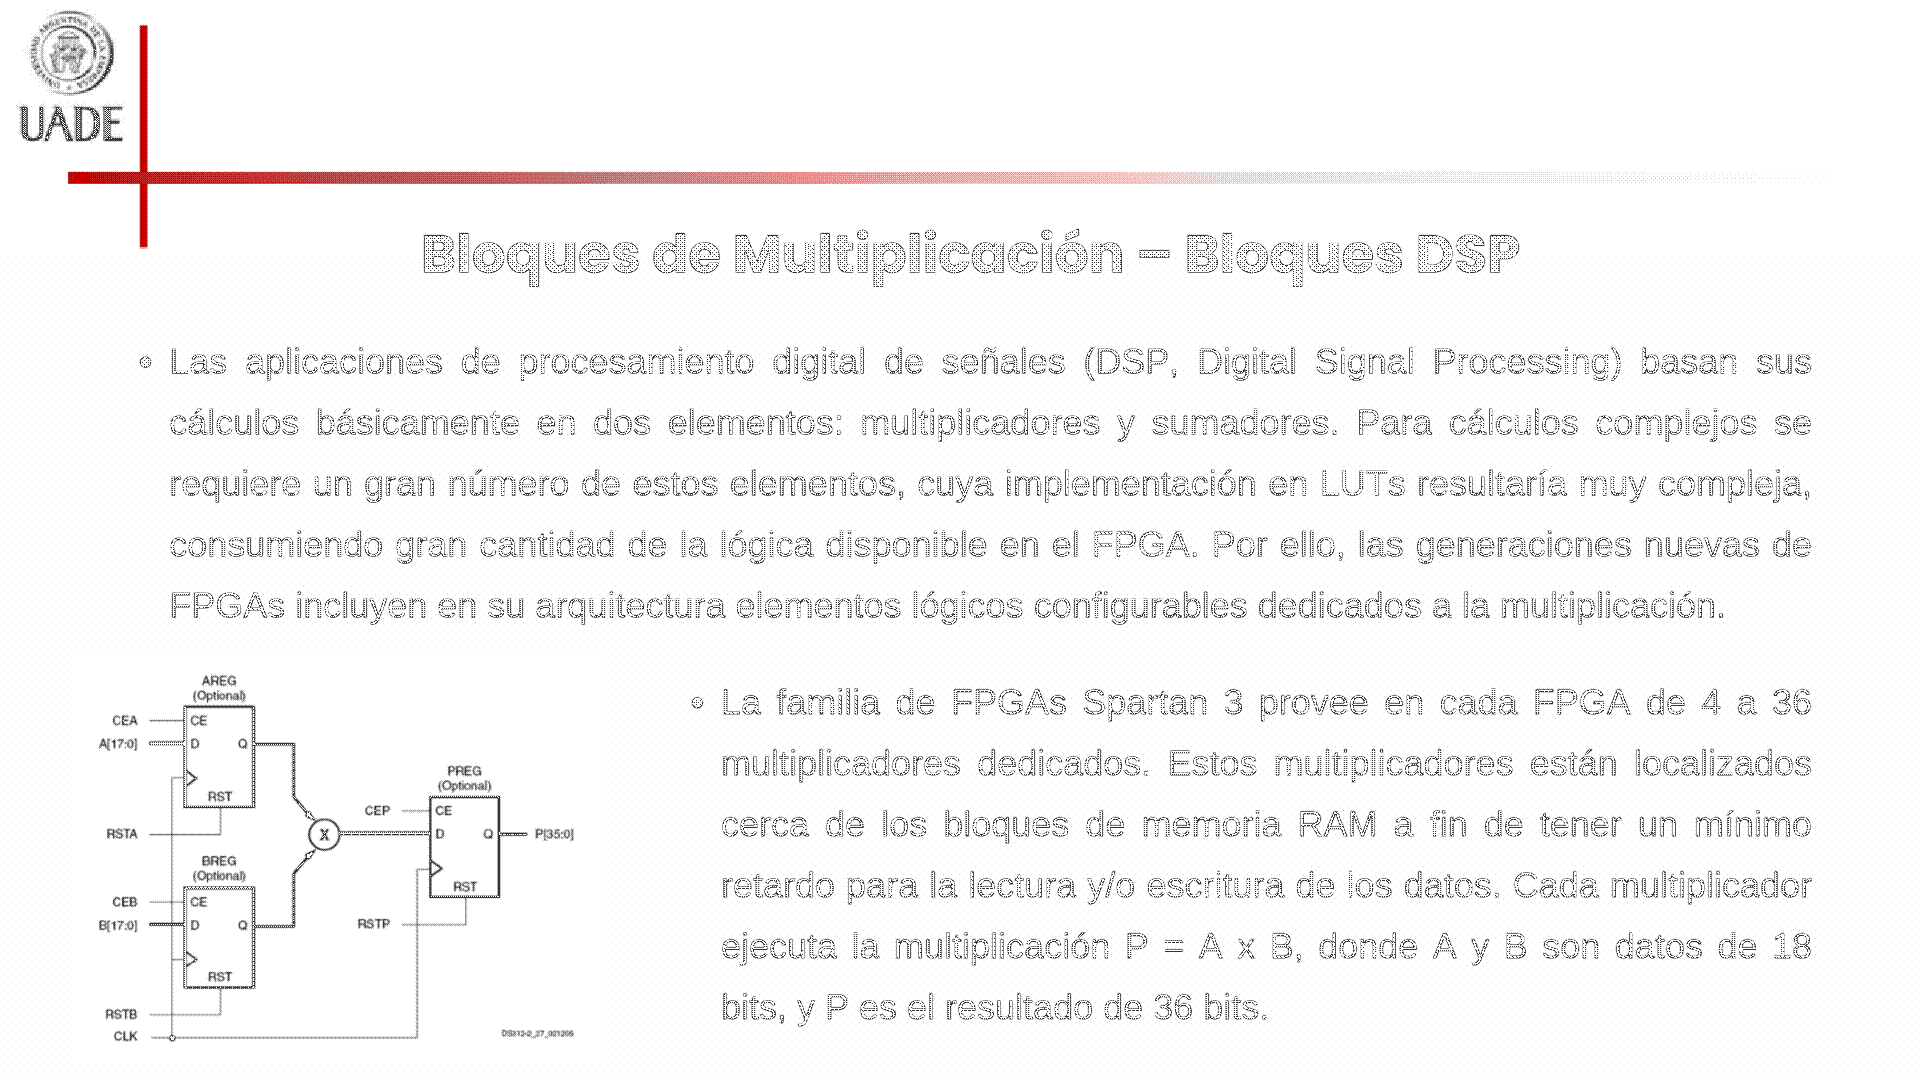 UNIVERSIDAD ARGENTINA DE LA EMPRESA
UADE
Bloques de Multiplicación – Bloques DSP
• Las aplicaciones de procesamiento digital de señales (DSP, Digital Signal Processing) basan sus
cálculos básicamente en dos elementos: multiplicadores y sumadores. Para cálculos complejos se
requiere un gran número de estos elementos, cuya implementación en LUTs resultaría muy compleja,
consumiendo gran cantidad de la lógica disponible en el FPGA. Por ello, las generaciones nuevas de
FPGAs incluyen en su arquitectura elementos lógicos configurables dedicados a la multiplicación.
AREG
(Optional)
CEA CE
A[17:0] D Q
RST
RSTA
BREG
(Optional)
CEB CE
B[17:0] D Q
RST
RSTB
CLK
X
PREG
(Optional)
CEP CE
D Q P[35:0]
RST
RSTP
DS312-2_27_021205
• La familia de FPGAs Spartan 3 provee en cada FPGA de 4 a 36
multiplicadores dedicados. Estos multiplicadores están localizados
cerca de los bloques de memoria RAM a fin de tener un mínimo
retardo para la lectura y/o escritura de los datos. Cada multiplicador
ejecuta la multiplicación P = A x B, donde A y B son datos de 18
bits, y P es el resultado de 36 bits.